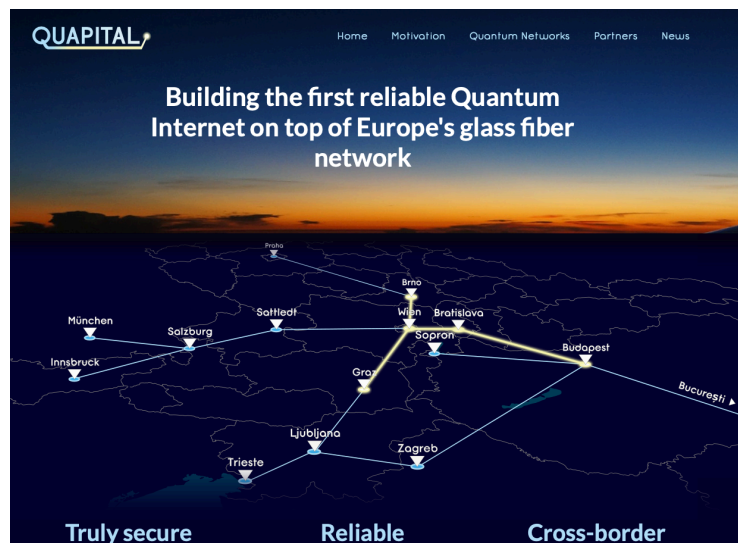 QUAPITAL
Home Motivation Quantum Networks Partners News
Building the first reliable Quantum
Internet on top of Europe's glass fiber
network
Praha
Brno
München
Sattledt
Wien
Bratislava
Salzburg
Sopron
Budapest
Innsbruck
Graz
București
Ljubljana
Zagreb
Trieste
Truly secure Reliable Cross-border